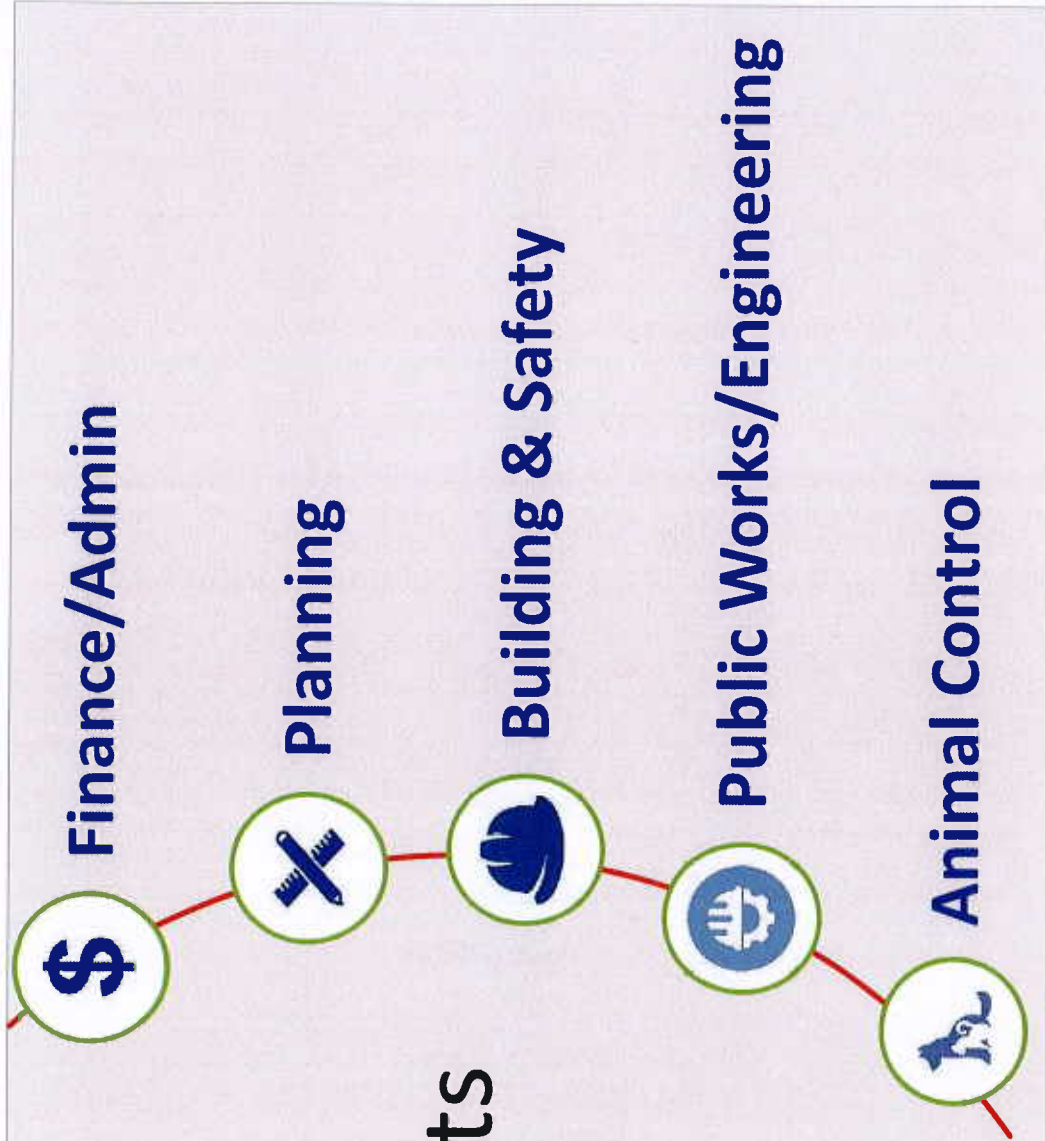 ts
$
Finance/Admin
Planning
Building & Safety
Public Works/Engineering
Animal Control